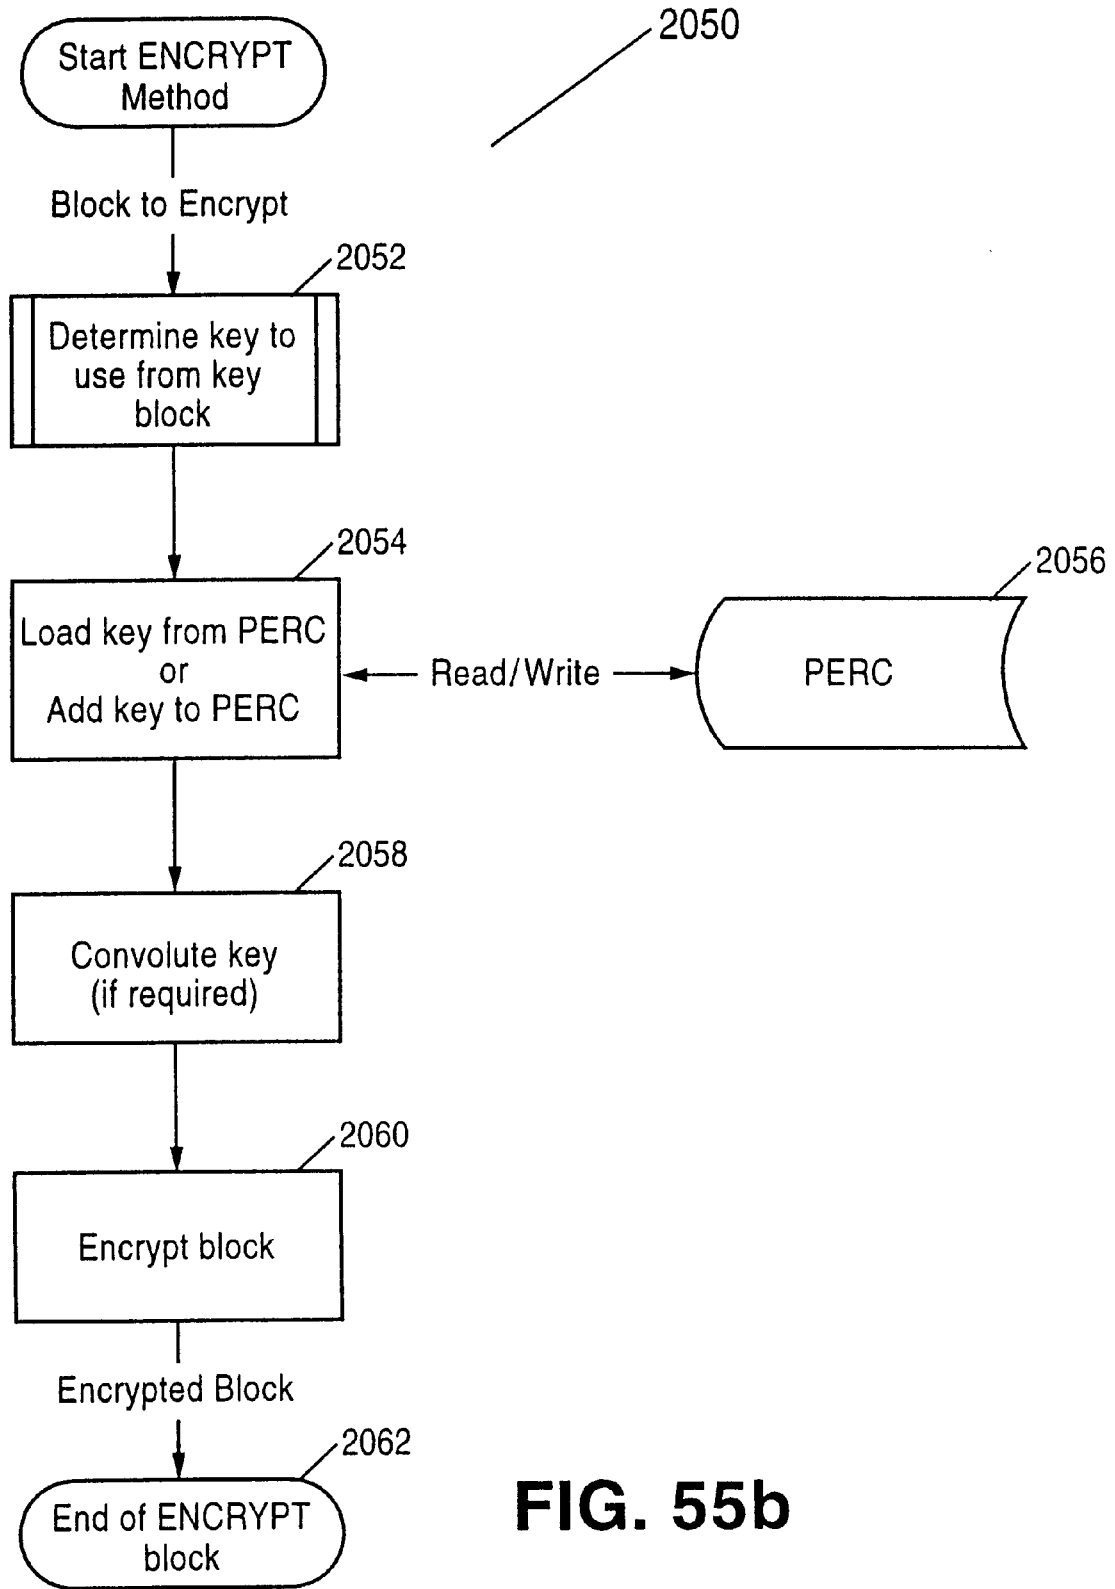 2050
Start ENCRYPT
Method
Block to Encrypt
2052
Determine key to
use from key
block
2054
Load key from PERC
or
Add key to PERC
Read/Write
2056
PERC
2058
Convolute key
(if required)
2060
Encrypt block
Encrypted Block
2062
End of ENCRYPT
block
FIG. 55b